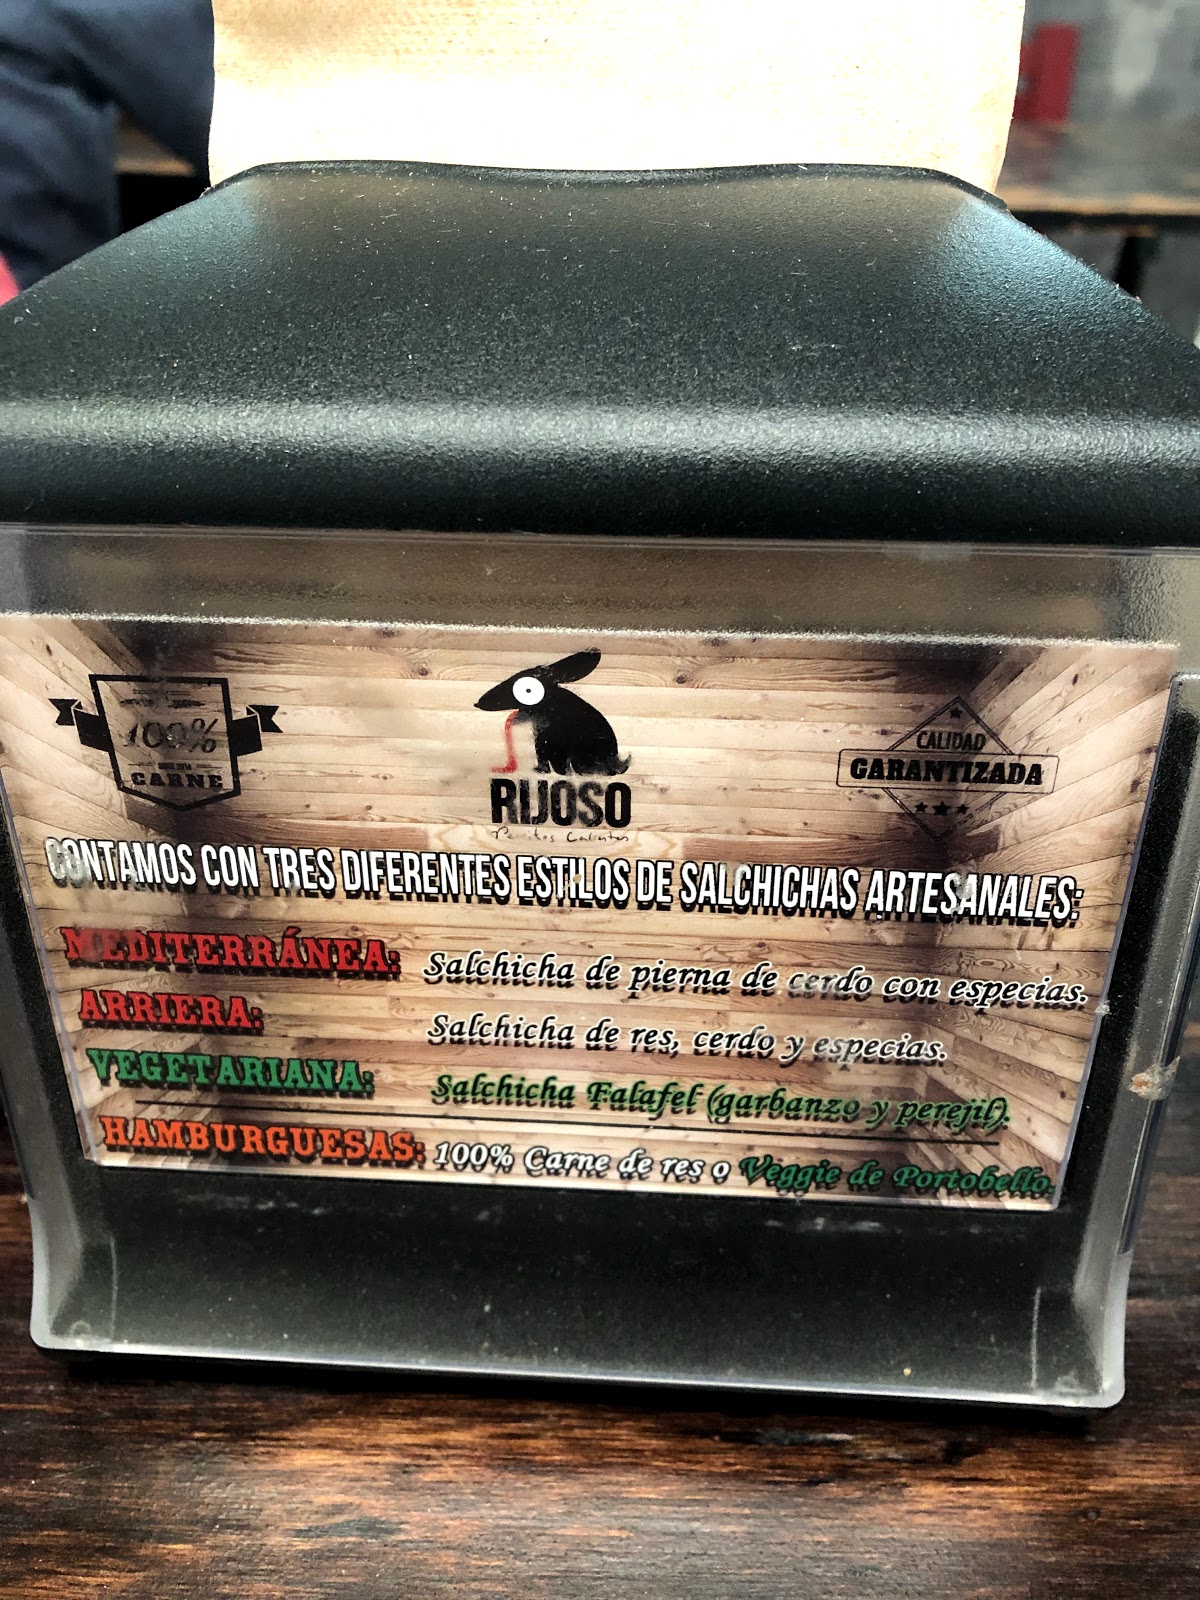 100%
CARNE
RIJOSO
Perritos Calientes
CALIDAD
GARANTIZADA
CONTAMOS CON TRES DIFERENTES ESTILOS DE SALCHICHAS ARTESANALES:
MEDITERRÁNEA: Salchicha de pierna de cerdo con especias.
ARRIERA: Salchicha de res, cerdo y especias.
VEGETARIANA: Salchicha Falafel (garbanzo y perejil).
HAMBURGUESAS: 100% Carne de res o Veggie de Portobello.